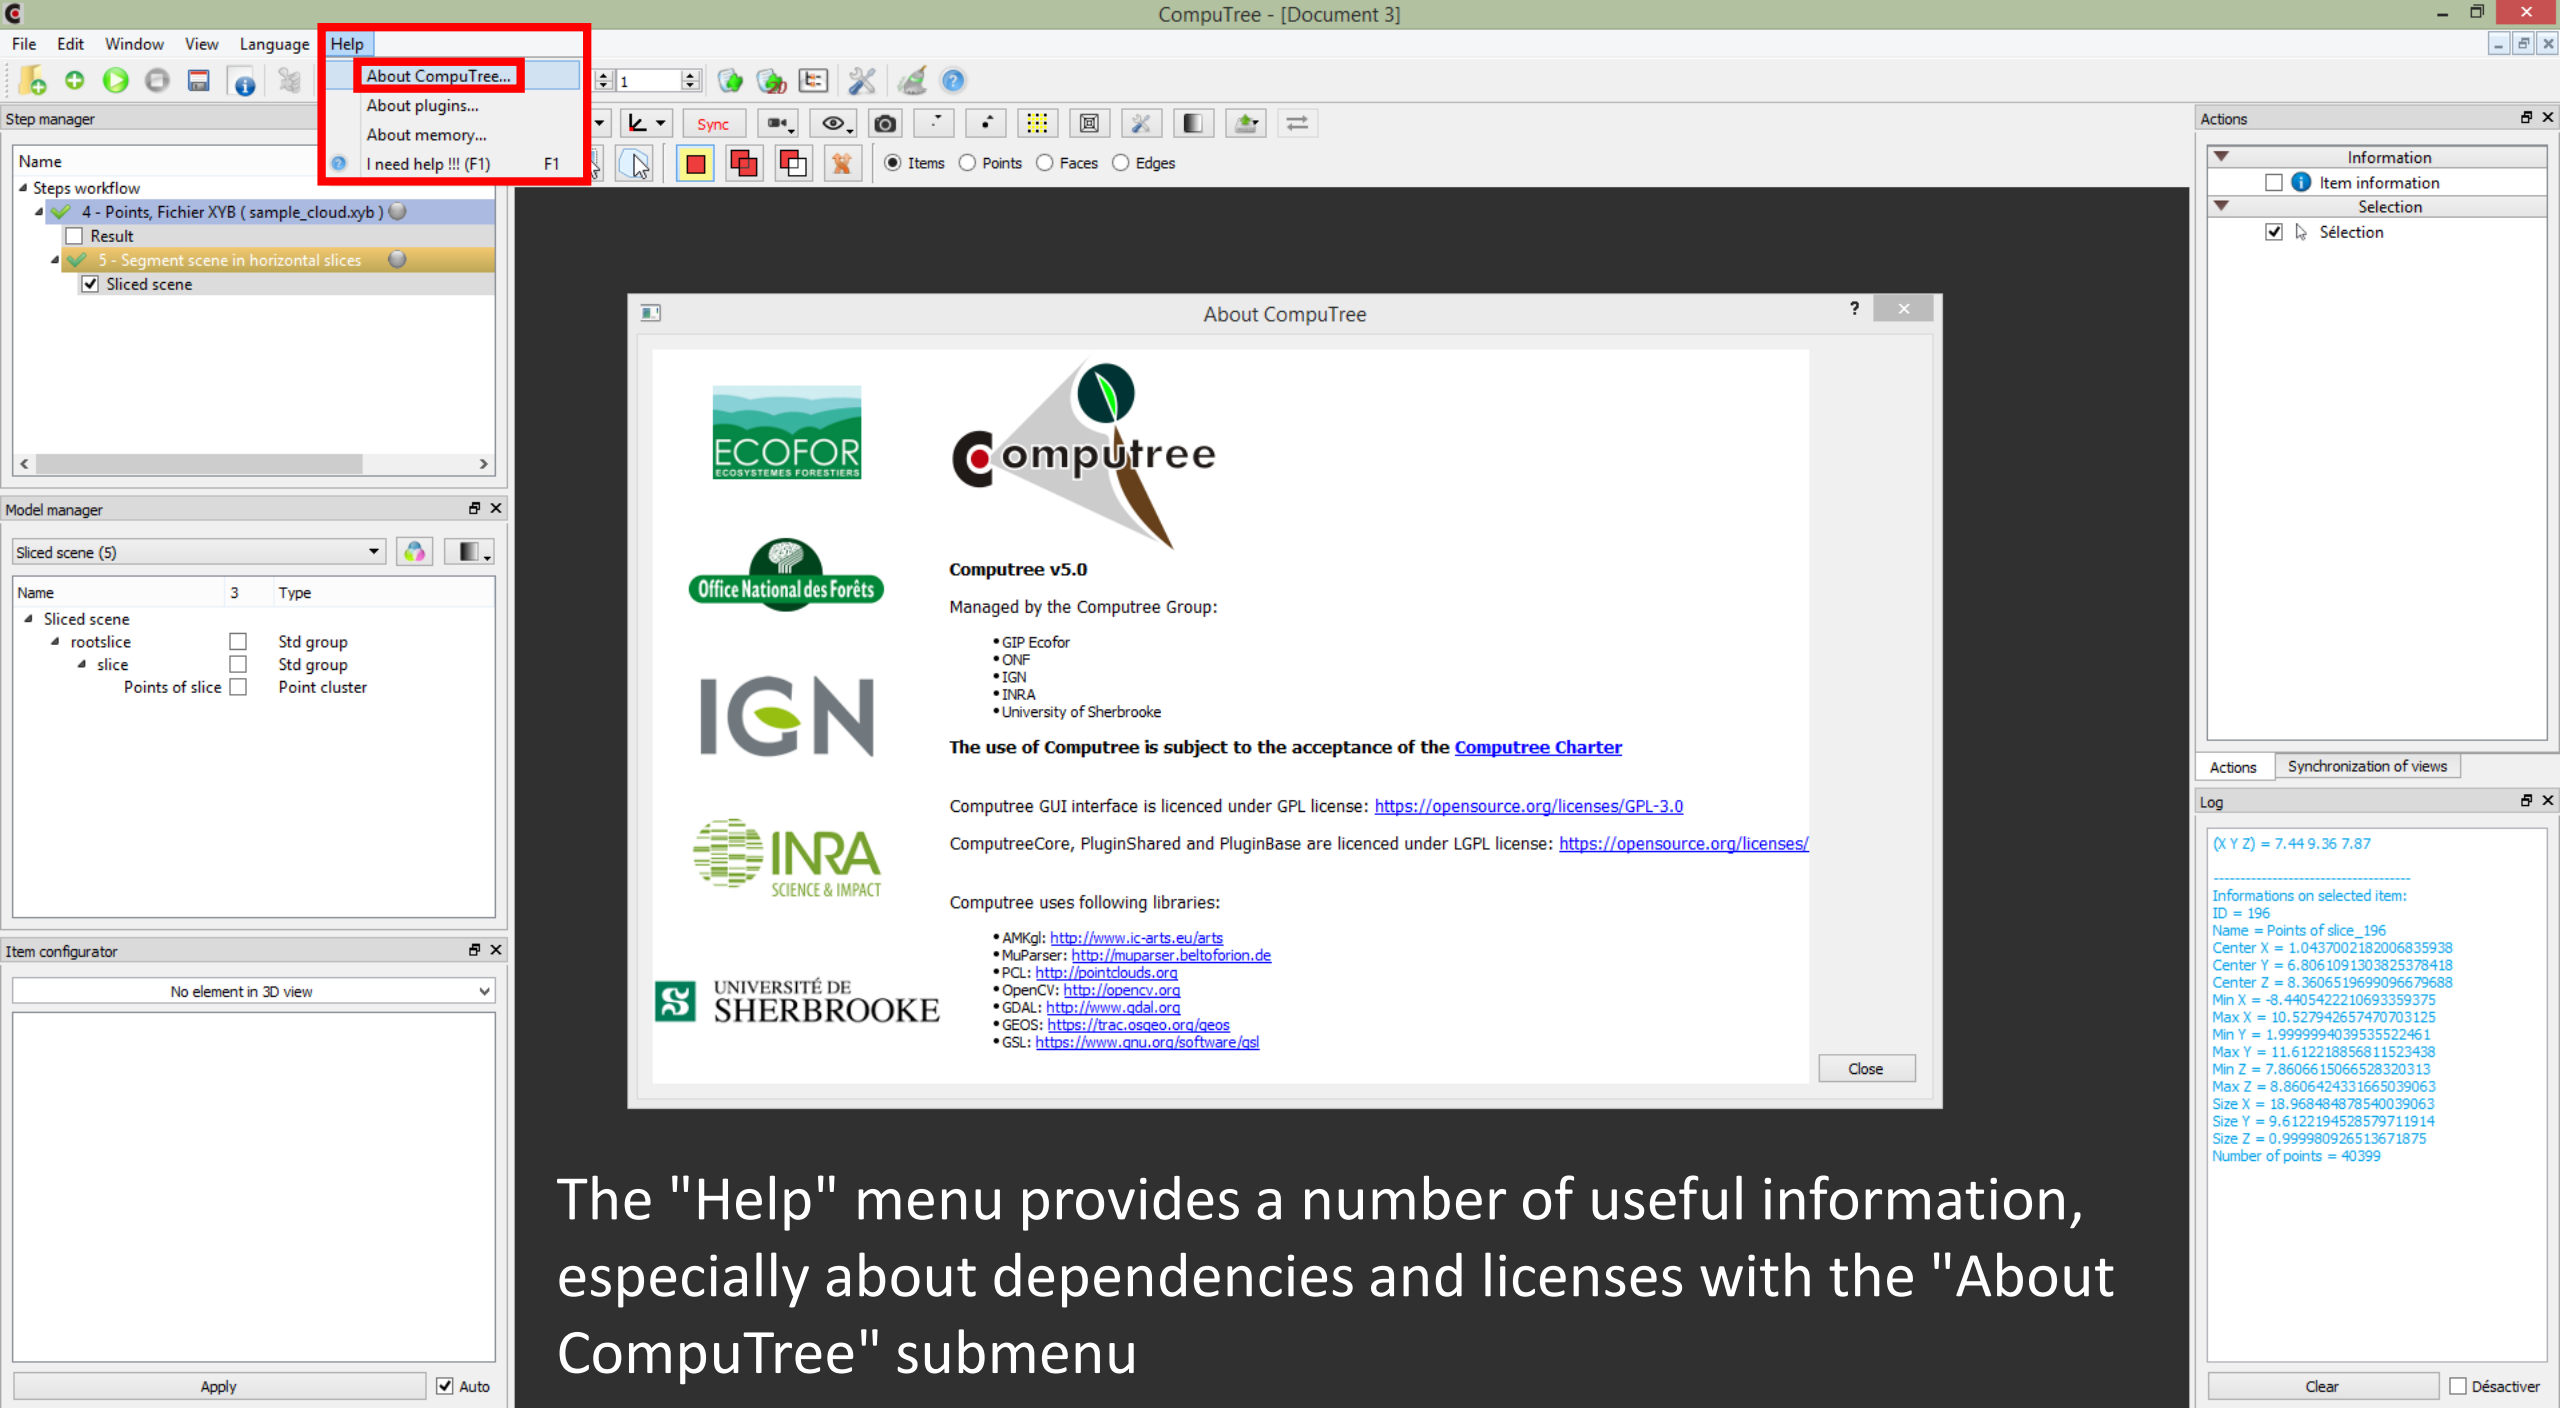 CompuTree - [Document 3]
File Edit Window View Language Help
About CompuTree...
About plugins...
About memory...
I need help !!! (F1) F1
1
2D
Sync
Items Points Faces Edges
Step manager
Name
Steps workflow
4 - Points, Fichier XYB ( sample_cloud.xyb )
Result
5 - Segment scene in horizontal slices
Sliced scene
Model manager
Sliced scene (5)
Name 3 Type
Sliced scene
rootslice Std group
slice Std group
Points of slice Point cluster
Item configurator
No element in 3D view
Apply Auto
About CompuTree
ECOFOR
ECOSYSTEMES FORESTIERS
Office National des Forêts
IGN
INRA
SCIENCE & IMPACT
UNIVERSITÉ DE
SHERBROOKE
Computree
Computree v5.0
Managed by the Computree Group:
• GIP Ecofor
• ONF
• IGN
• INRA
• University of Sherbrooke
The use of Computree is subject to the acceptance of the Computree Charter
Computree GUI interface is licenced under GPL license: https://opensource.org/licenses/GPL-3.0
ComputreeCore, PluginShared and PluginBase are licenced under LGPL license: https://opensource.org/licenses/
Computree uses following libraries:
• AMKgl: http://www.ic-arts.eu/arts
• MuParser: http://muparser.beltoforion.de
• PCL: http://pointclouds.org
• OpenCV: http://opencv.org
• GDAL: http://www.gdal.org
• GEOS: https://trac.osgeo.org/geos
• GSL: https://www.gnu.org/software/gsl
Close
The "Help" menu provides a number of useful information,
especially about dependencies and licenses with the "About
CompuTree" submenu
Actions
Information
Item information
Selection
Sélection
Actions Synchronization of views
Log
(X Y Z) = 7.44 9.36 7.87
-------------------------------------
Informations on selected item:
ID = 196
Name = Points of slice_196
Center X = 1.0437002182006835938
Center Y = 6.8061091303825378418
Center Z = 8.3606519699096679688
Min X = -8.4405422210693359375
Max X = 10.527942657470703125
Min Y = 1.9999994039535522461
Max Y = 11.612218856811523438
Min Z = 7.8606615066528320313
Max Z = 8.8606424331665039063
Size X = 18.968484878540039063
Size Y = 9.6122194528579711914
Size Z = 0.999980926513671875
Number of points = 40399
Clear Désactiver